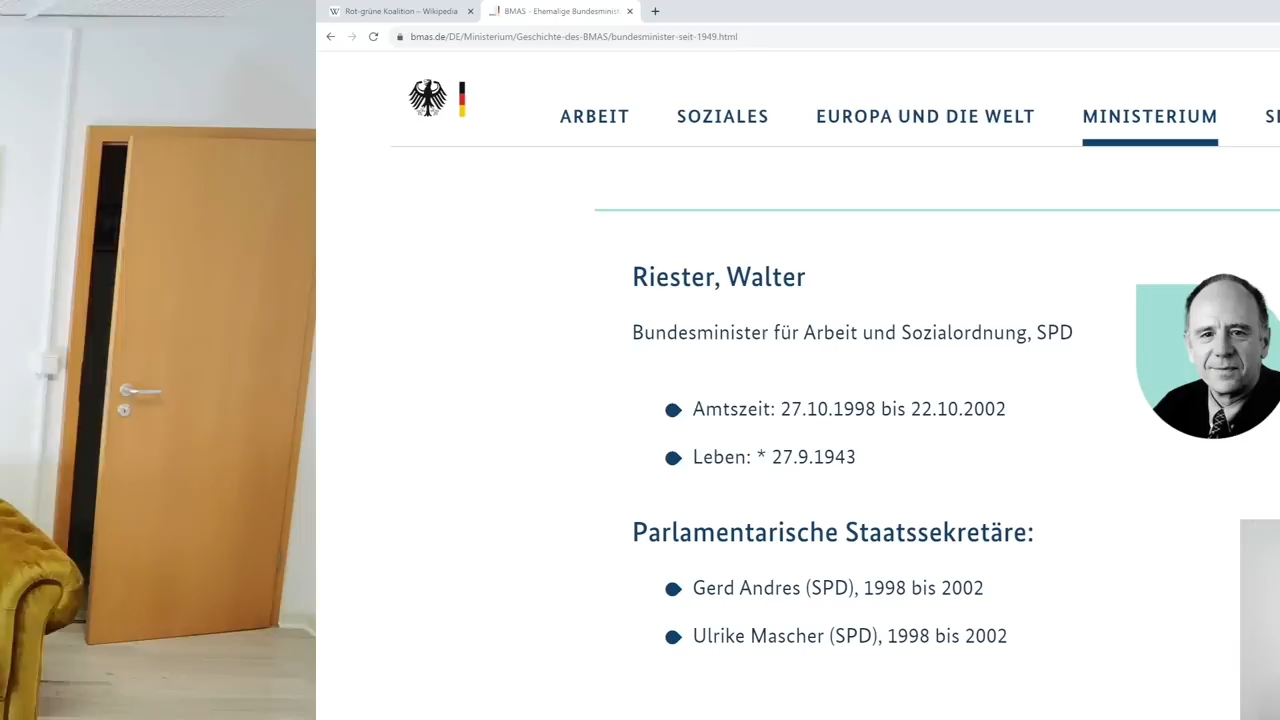 Rot-grüne Koalition – Wikipedia
BMAS - Ehemalige Bundesminist
bmas.de/DE/Ministerium/Geschichte-des-BMAS/bundesminister-seit-1949.html
ARBEIT SOZIALES EUROPA UND DIE WELT MINISTERIUM
Riester, Walter
Bundesminister für Arbeit und Sozialordnung, SPD
Amtszeit: 27.10.1998 bis 22.10.2002
Leben: * 27.9.1943
Parlamentarische Staatssekretäre:
Gerd Andres (SPD), 1998 bis 2002
Ulrike Mascher (SPD), 1998 bis 2002